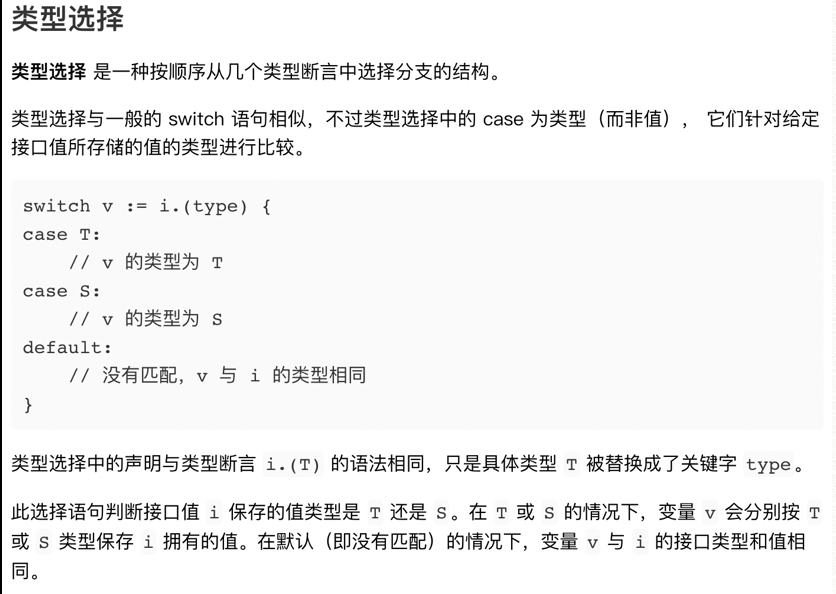 类型选择
类型选择 是一种按顺序从几个类型断言中选择分支的结构。
类型选择与一般的 switch 语句相似，不过类型选择中的 case 为类型（而非值）， 它们针对给定
接口值所存储的值的类型进行比较。
switch v := i.(type) {
case T:
    // v 的类型为 T
case S:
    // v 的类型为 S
default:
    // 没有匹配，v 与 i 的类型相同
}
类型选择中的声明与类型断言 i.(T) 的语法相同，只是具体类型 T 被替换成了关键字 type。
此选择语句判断接口值 i 保存的值类型是 T 还是 S。在 T 或 S 的情况下，变量 v 会分别按 T
或 S 类型保存 i 拥有的值。在默认（即没有匹配）的情况下，变量 v 与 i 的接口类型和值相
同。